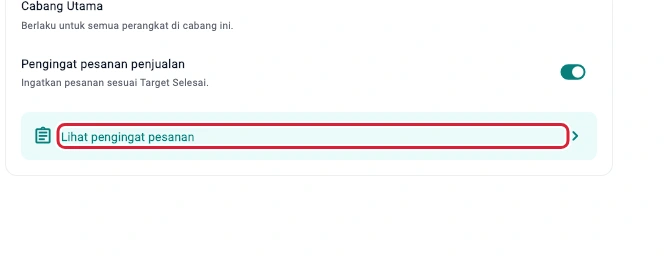 Cabang Utama
Berlaku untuk semua perangkat di cabang ini.
Pengingat pesanan penjualan
Ingatkan pesanan sesuai Target Selesai.
Lihat pengingat pesanan